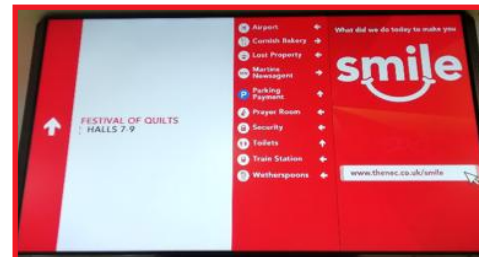 FESTIVAL OF QUILTS
: HALLS 7-9
Airport
Cornish Bakery
Lost Property
Martins
Newsagent
P Parking
Payment
Prayer Room
Security
Toilets
Train Station
Wetherspoons
What did we do today to make you
smile
www.thenec.co.uk/smile